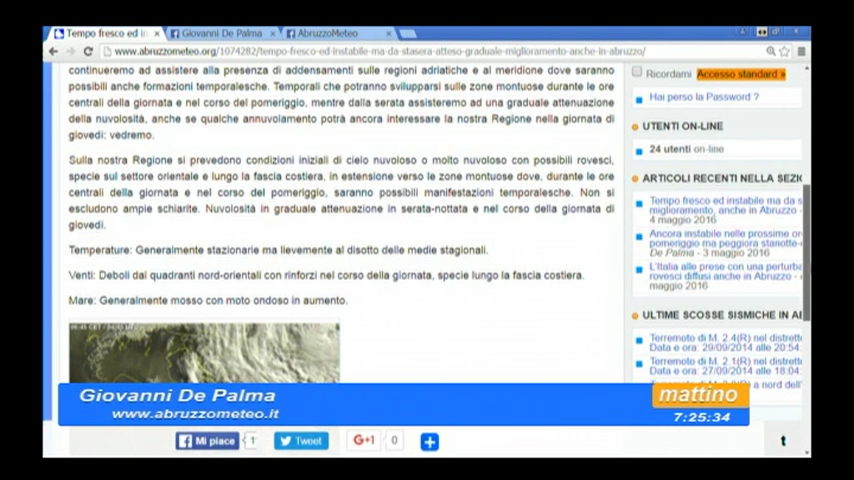 Tempo fresco ed in
Giovanni De Palma
AbruzzoMeteo
www.abruzzometeo.org/1074282/tempo-fresco-ed-instabile-ma-da-stasera-atteso-graduale-miglioramento-anche-in-abruzzo/
continueremo ad assistere alla presenza di addensamenti sulle regioni adriatiche e al meridione dove saranno
possibili anche formazioni temporalesche. Temporali che potranno svilupparsi sulle zone montuose durante le ore
centrali della giornata e nel corso del pomeriggio, mentre dalla serata assisteremo ad una graduale attenuazione
della nuvolosità, anche se qualche annuvolamento potrà ancora interessare la nostra Regione nella giornata di
giovedì: vedremo.
Sulla nostra Regione si prevedono condizioni iniziali di cielo nuvoloso o molto nuvoloso con possibili rovesci,
specie sul settore orientale e lungo la fascia costiera, in estensione verso le zone montuose dove, durante le ore
centrali della giornata e nel corso del pomeriggio, saranno possibili manifestazioni temporalesche. Non si
escludono ampie schiarite. Nuvolosità in graduale attenuazione in serata-nottata e nel corso della giornata di
giovedì.
Temperature: Generalmente stazionarie ma lievemente al disotto delle medie stagionali.
Venti: Deboli dai quadranti nord-orientali con rinforzi nel corso della giornata, specie lungo la fascia costiera.
Mare: Generalmente mosso con moto ondoso in aumento.
Ricordami Accesso standard »
Hai perso la Password ?
UTENTI ON-LINE
24 utenti on-line
ARTICOLI RECENTI NELLA SEZIO
Tempo fresco ed instabile ma da s
miglioramento, anche in Abruzzo -
4 maggio 2016
Ancora instabile nelle prossime or
pomeriggio ma peggiora stanotte-
De Palma - 3 maggio 2016
L'Italia alle prese con una perturba
rovesci diffusi anche in Abruzzo -
maggio 2016
ULTIME SCOSSE SISMICHE IN A
Terremoto di M. 2.4(R) nel distrett
Data e ora: 29/09/2014 alle 20:54
Terremoto di M. 2.1(R) nel distrett
Data e ora: 27/09/2014 alle 18:04
a nord dell'
Giovanni De Palma
www.abruzzometeo.it
mattino
7:25:34
Mi piace
1
Tweet
G+1
0
t